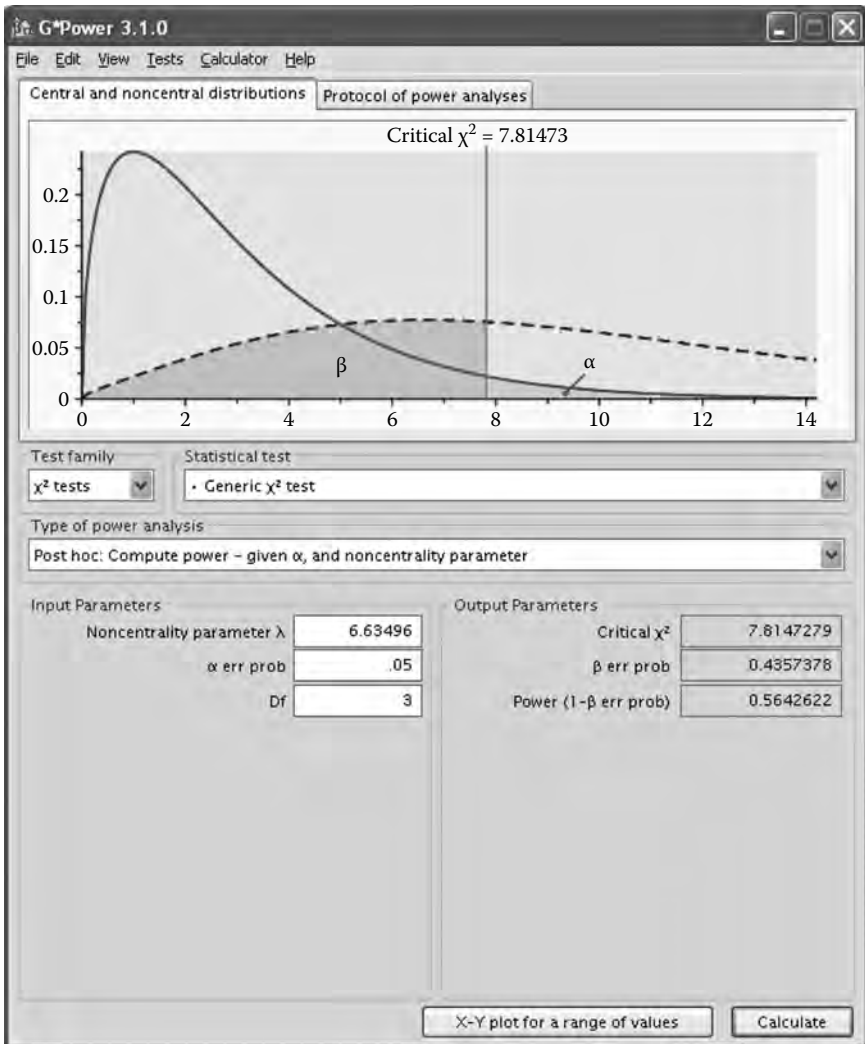 G*Power 3.1.0
File Edit View Tests Calculator Help
Central and noncentral distributions Protocol of power analyses
Critical χ² = 7.81473
0.2
0.15
0.1
0.05
0
β
α
0 2 4 6 8 10 12 14
Test family Statistical test
χ² tests · Generic χ² test
Type of power analysis
Post hoc: Compute power – given α, and noncentrality parameter
Input Parameters Output Parameters
Noncentrality parameter λ 6.63496 Critical χ² 7.8147279
α err prob .05 β err prob 0.4357378
Df 3 Power (1-β err prob) 0.5642622
X-Y plot for a range of values Calculate